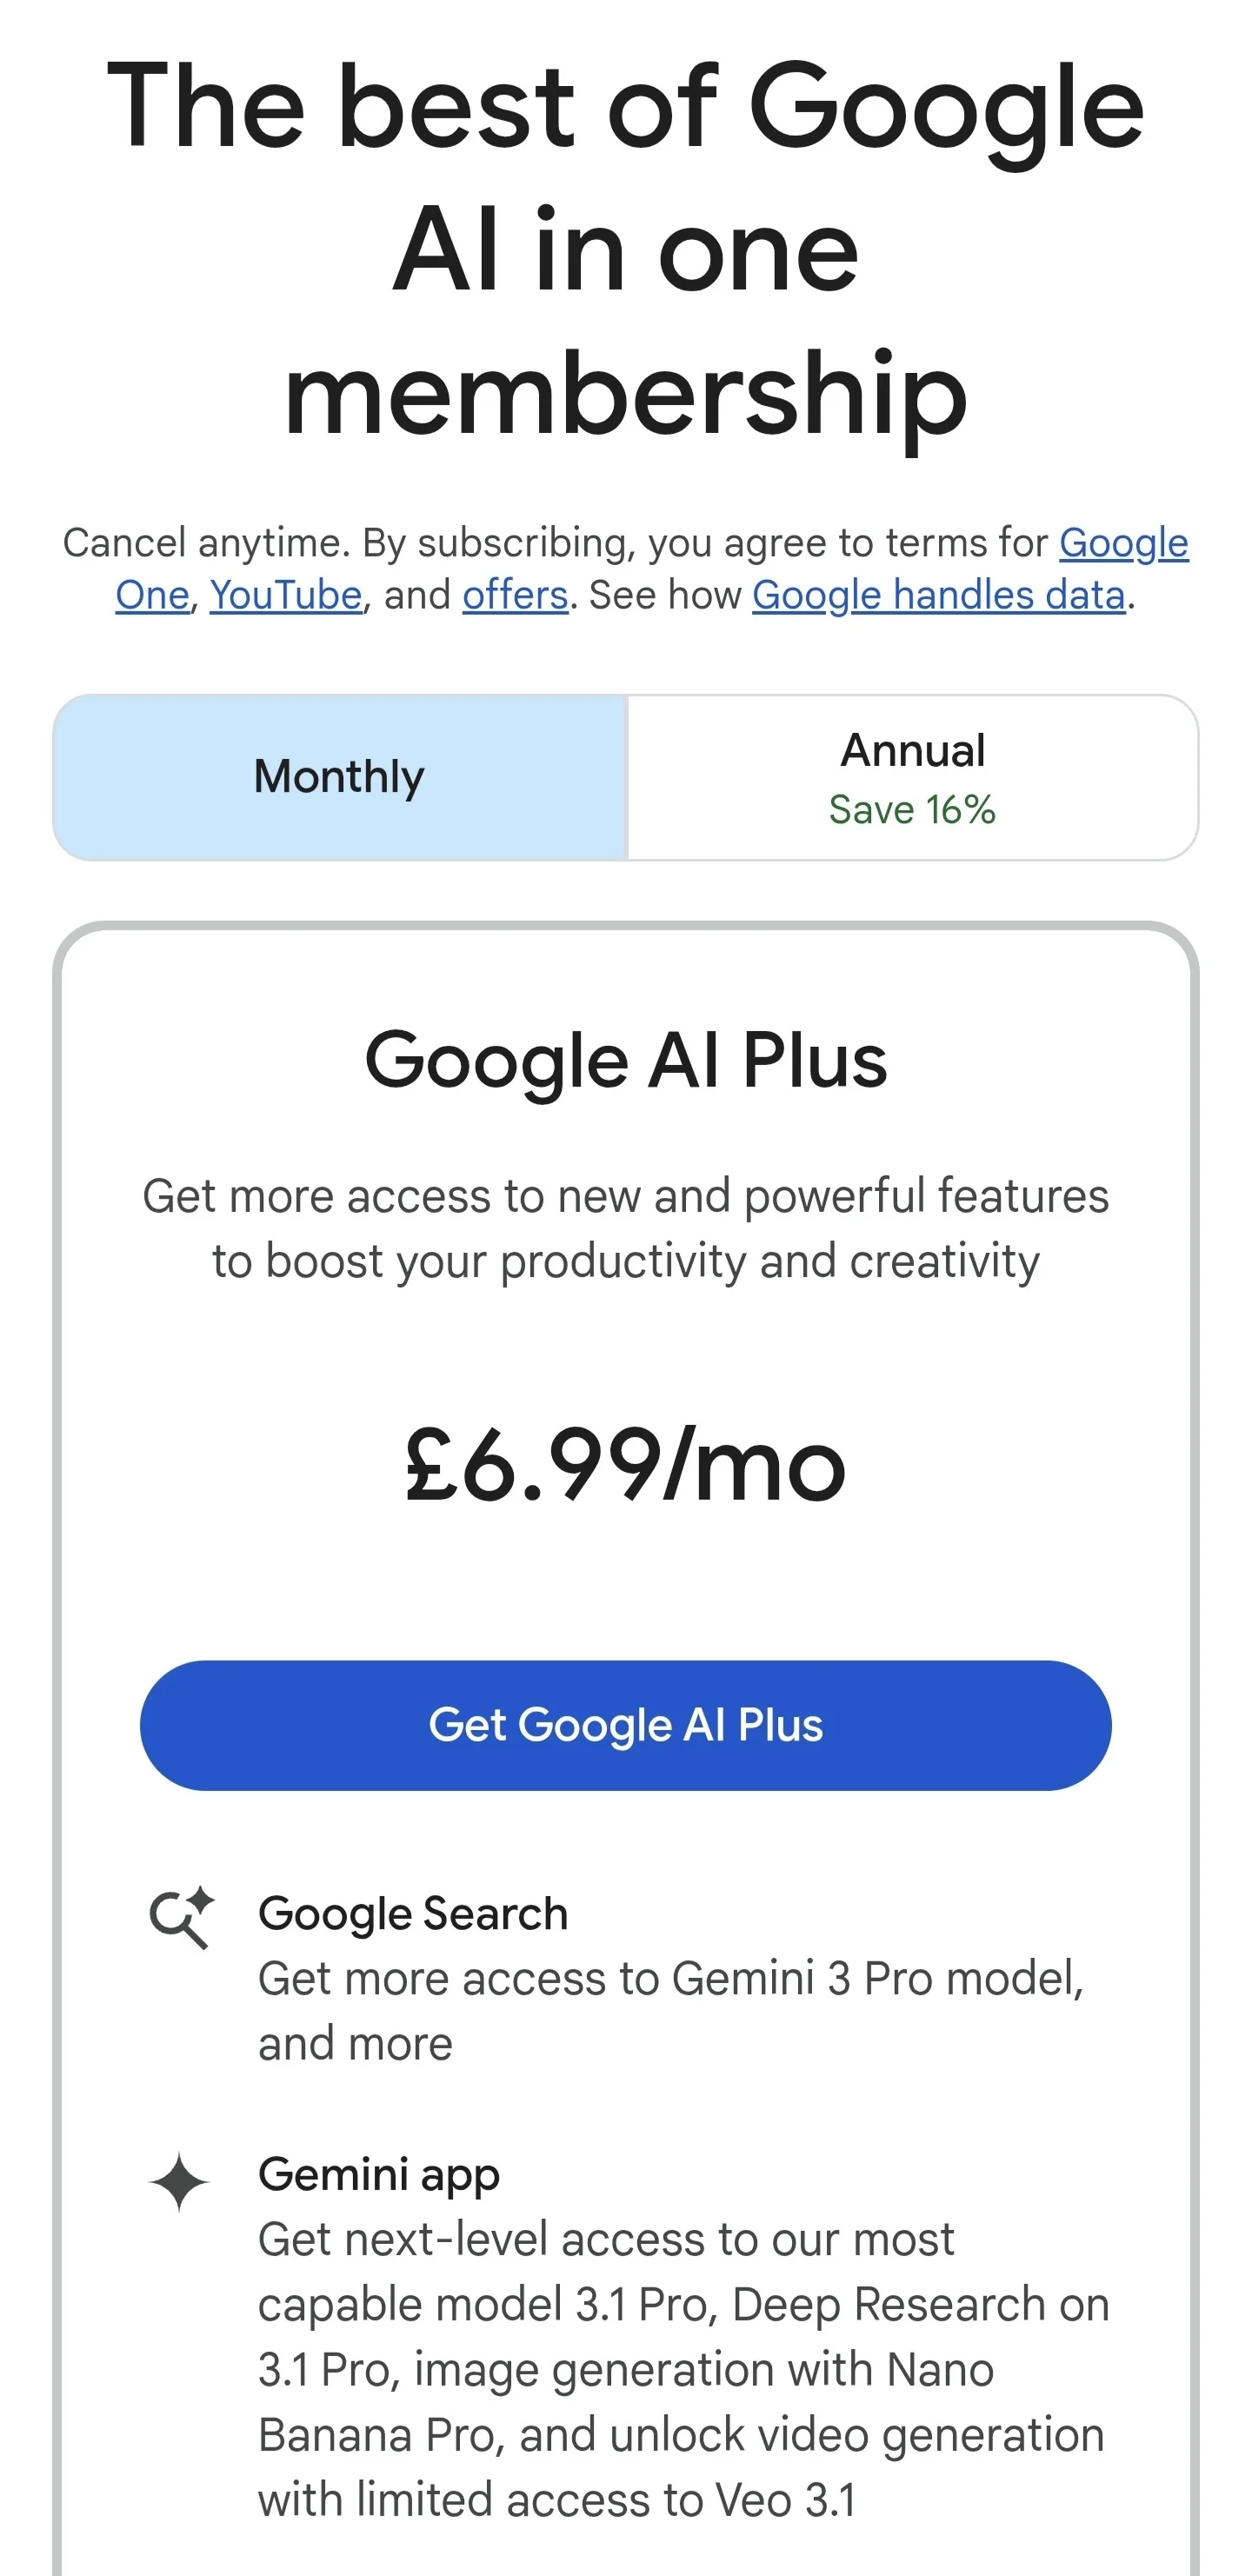 The best of Google
AI in one
membership
Cancel anytime. By subscribing, you agree to terms for Google
One, YouTube, and offers. See how Google handles data.
Monthly
Annual
Save 16%
Google AI Plus
Get more access to new and powerful features
to boost your productivity and creativity
£6.99/mo
Get Google AI Plus
Google Search
Get more access to Gemini 3 Pro model,
and more
Gemini app
Get next-level access to our most
capable model 3.1 Pro, Deep Research on
3.1 Pro, image generation with Nano
Banana Pro, and unlock video generation
with limited access to Veo 3.1